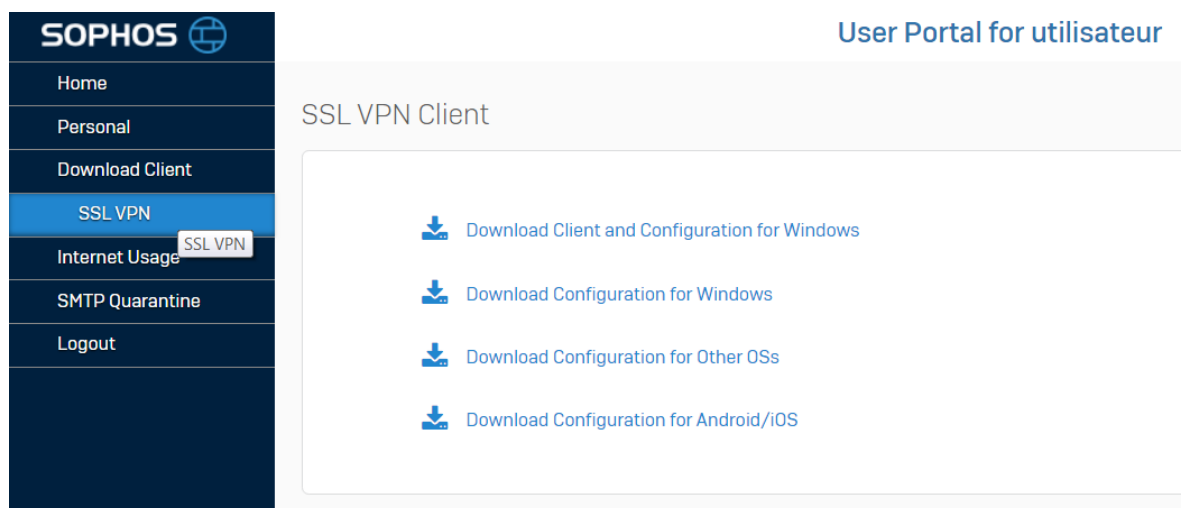 SOPHOS
User Portal for utilisateur
Home
Personal
Download Client
SSL VPN
SSL VPN
Internet Usage
SMTP Quarantine
Logout
SSL VPN Client
Download Client and Configuration for Windows
Download Configuration for Windows
Download Configuration for Other OSs
Download Configuration for Android/iOS